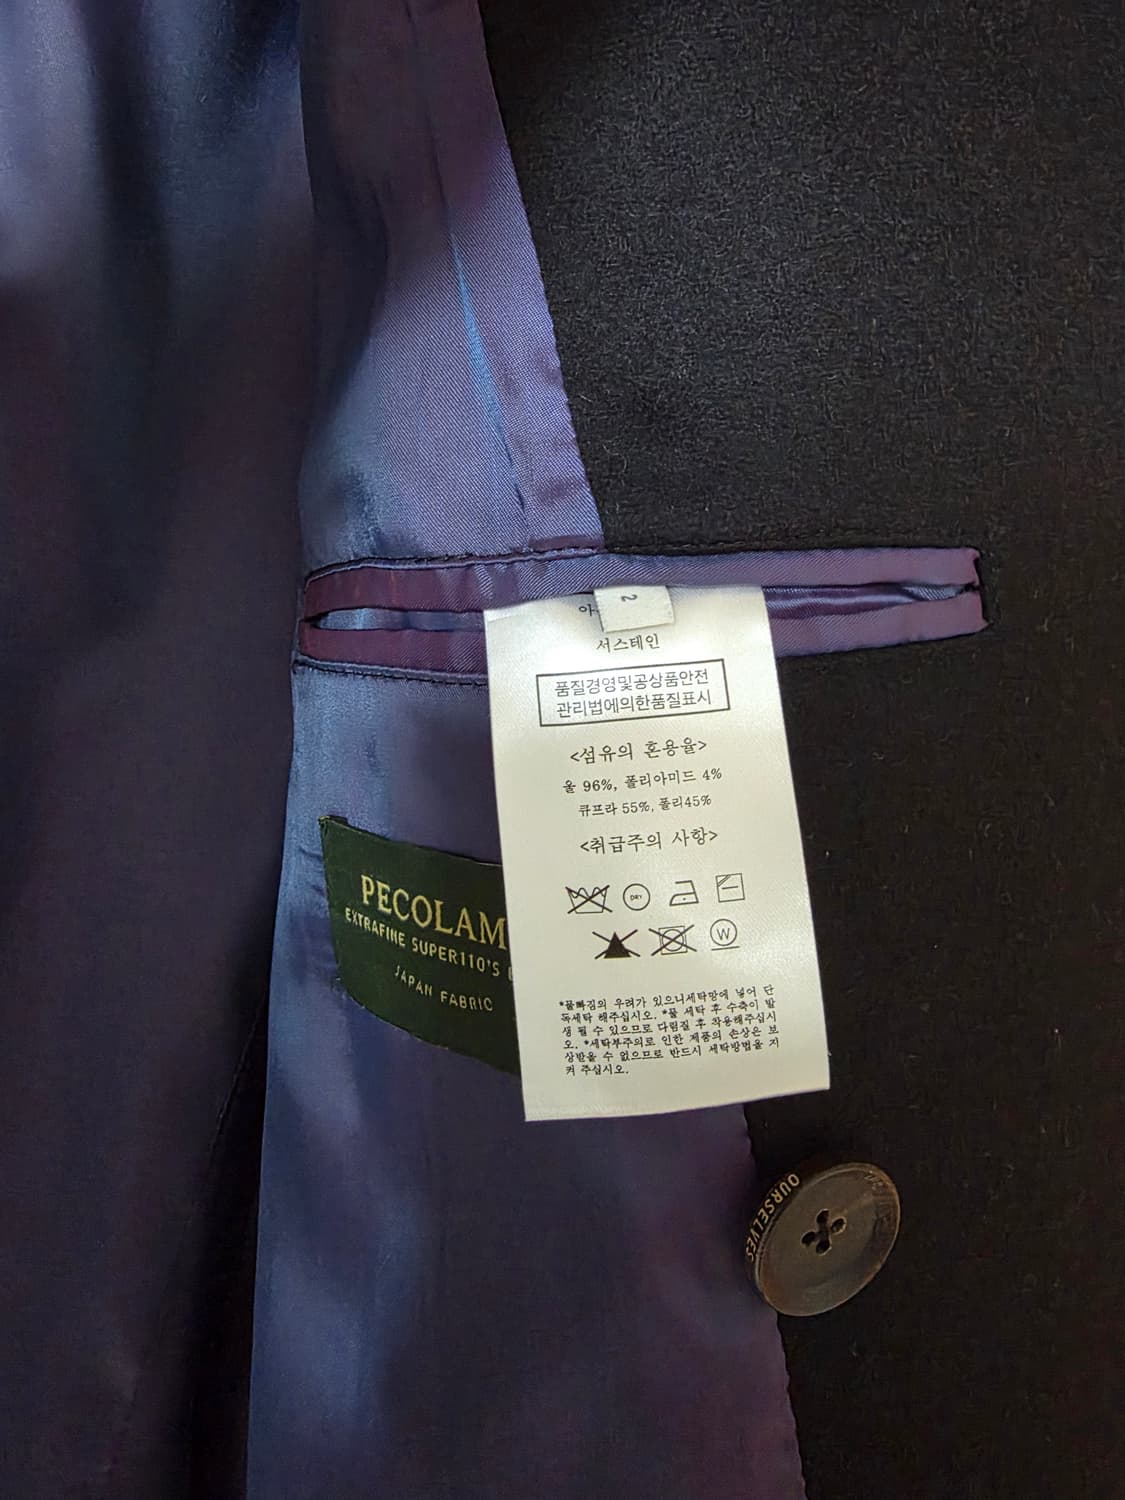 2
서스테인
품질경영및공상품안전
관리법에의한품질표시
<섬유의 혼용율>
울 96%, 폴리아미드 4%
큐프라 55%, 폴리45%
<취급주의 사항>
DRY
W
*물빠짐의 우려가 있으니세탁망에 넣어 단
독세탁 해주십시오. *물 세탁 후 수축이 발
생 될 수 있으므로 다림질 후 착용해주십시
오. *세탁부주의로 인한 제품의 손상은 보
상받을 수 없으므로 반드시 세탁방법을 지
켜 주십시오.
PECOLAM
EXTRAFINE SUPER110'S
JAPAN FABRIC
OURSELVES